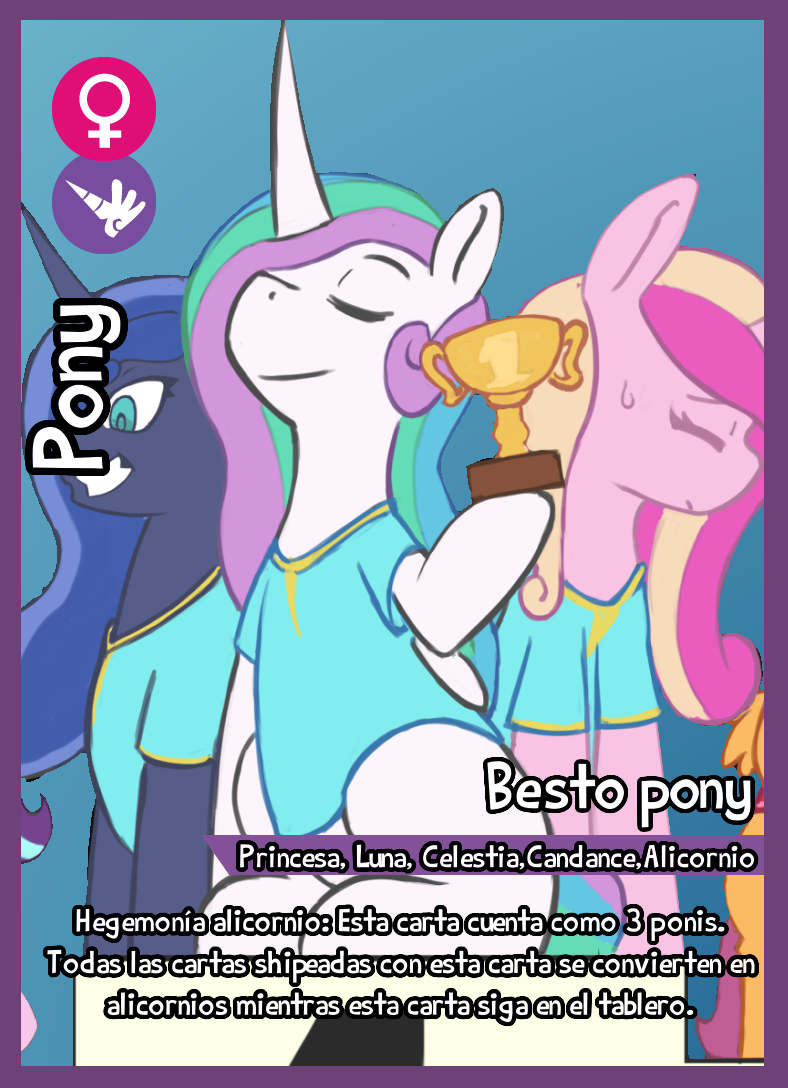 Pony
1
Besto pony
Princesa, Luna, Celestia,Candance,Alicornio
Hegemonía alicornio: Esta carta cuenta como 3 ponis.
Todas las cartas shipeadas con esta carta se convierten en
alicornios mientras esta carta siga en el tablero.